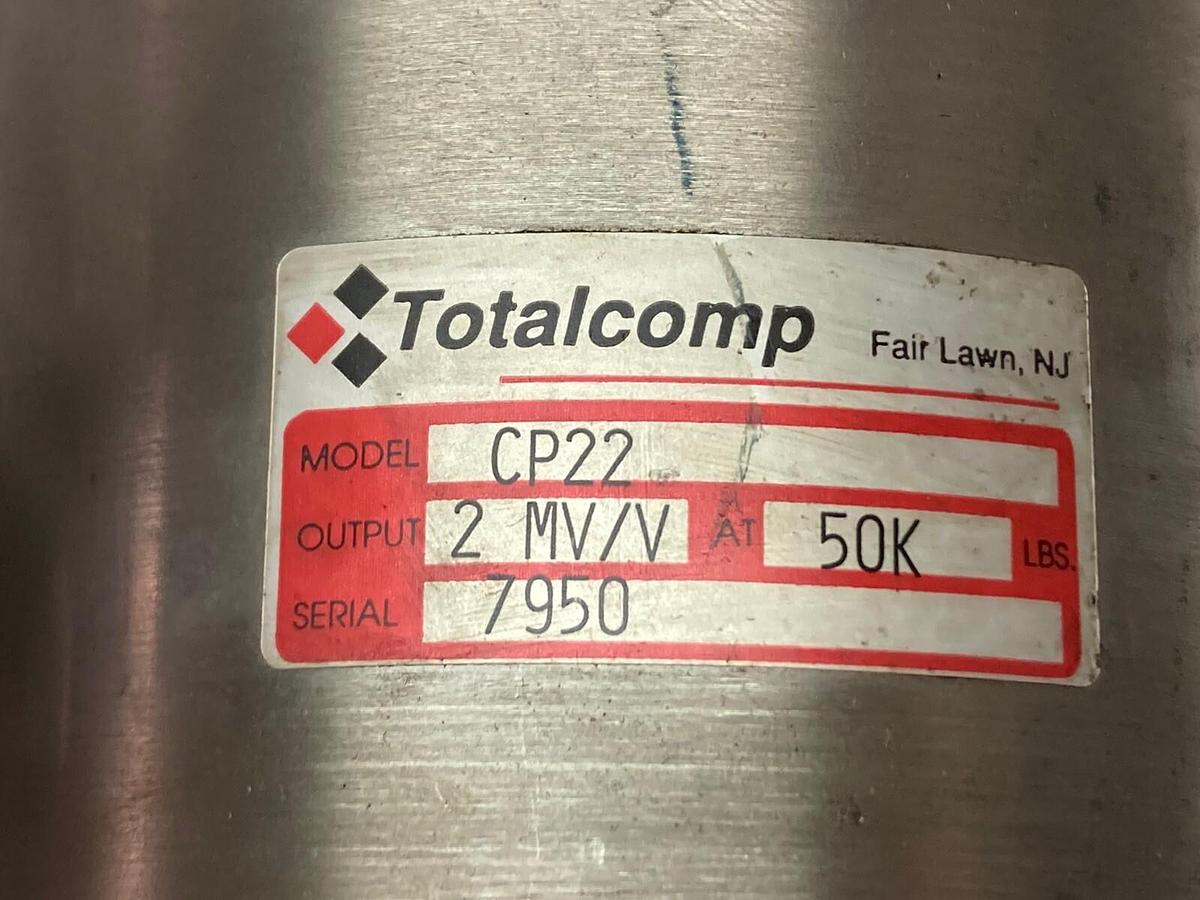 Totalcomp Fair Lawn, NJ
MODEL CP22
OUTPUT 2 MV/V AT 50K LBS.
SERIAL 7950